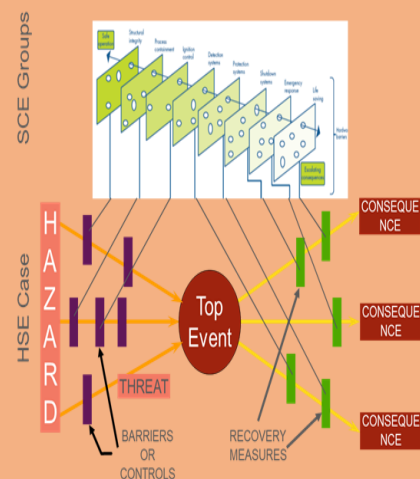 SCE Groups
Safe
operation
Structural
integrity
Process
containment
Ignition
control
Detection
systems
Protection
systems
Shutdown
systems
Emergency
response
Life
saving
Hardware
barriers
Escalating
consequences
HSE Case
H
A
Z
A
R
D
THREAT
BARRIERS
OR
CONTROLS
Top
Event
RECOVERY
MEASURES
CONSEQUE
NCE
CONSEQUE
NCE
CONSEQUE
NCE